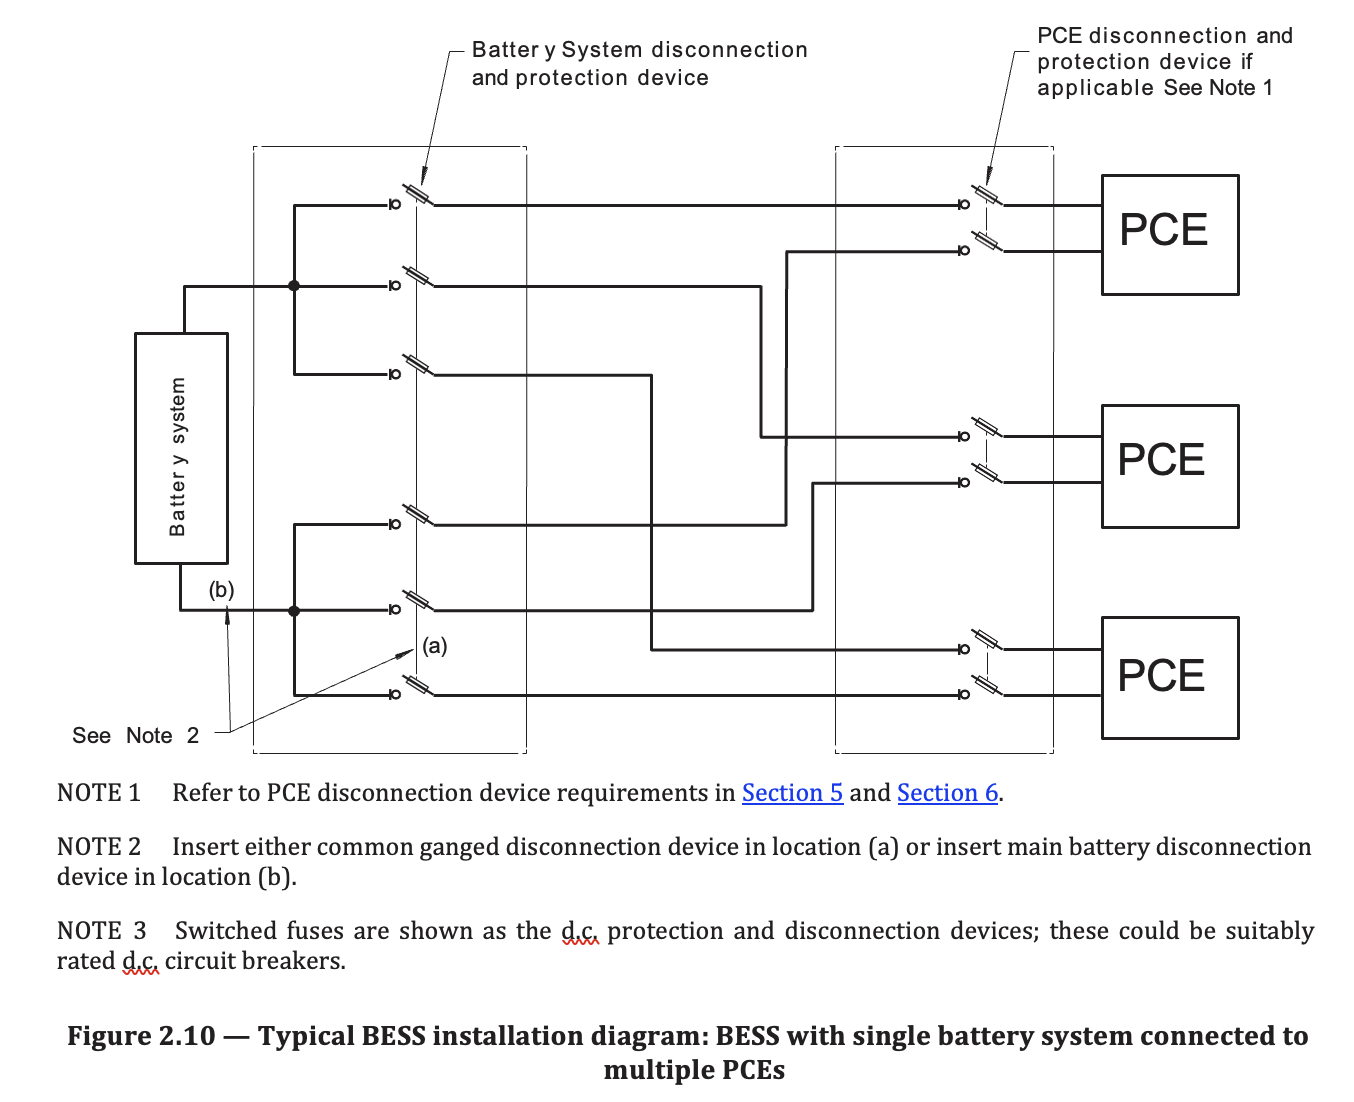 Battery System disconnection
and protection device
PCE disconnection and
protection device if
applicable See Note 1
PCE
PCE
PCE
Battery system
(b)
(a)
See Note 2
NOTE 1 Refer to PCE disconnection device requirements in Section 5 and Section 6.
NOTE 2 Insert either common ganged disconnection device in location (a) or insert main battery disconnection
device in location (b).
NOTE 3 Switched fuses are shown as the d.c. protection and disconnection devices; these could be suitably
rated d.c. circuit breakers.
Figure 2.10 — Typical BESS installation diagram: BESS with single battery system connected to
multiple PCEs